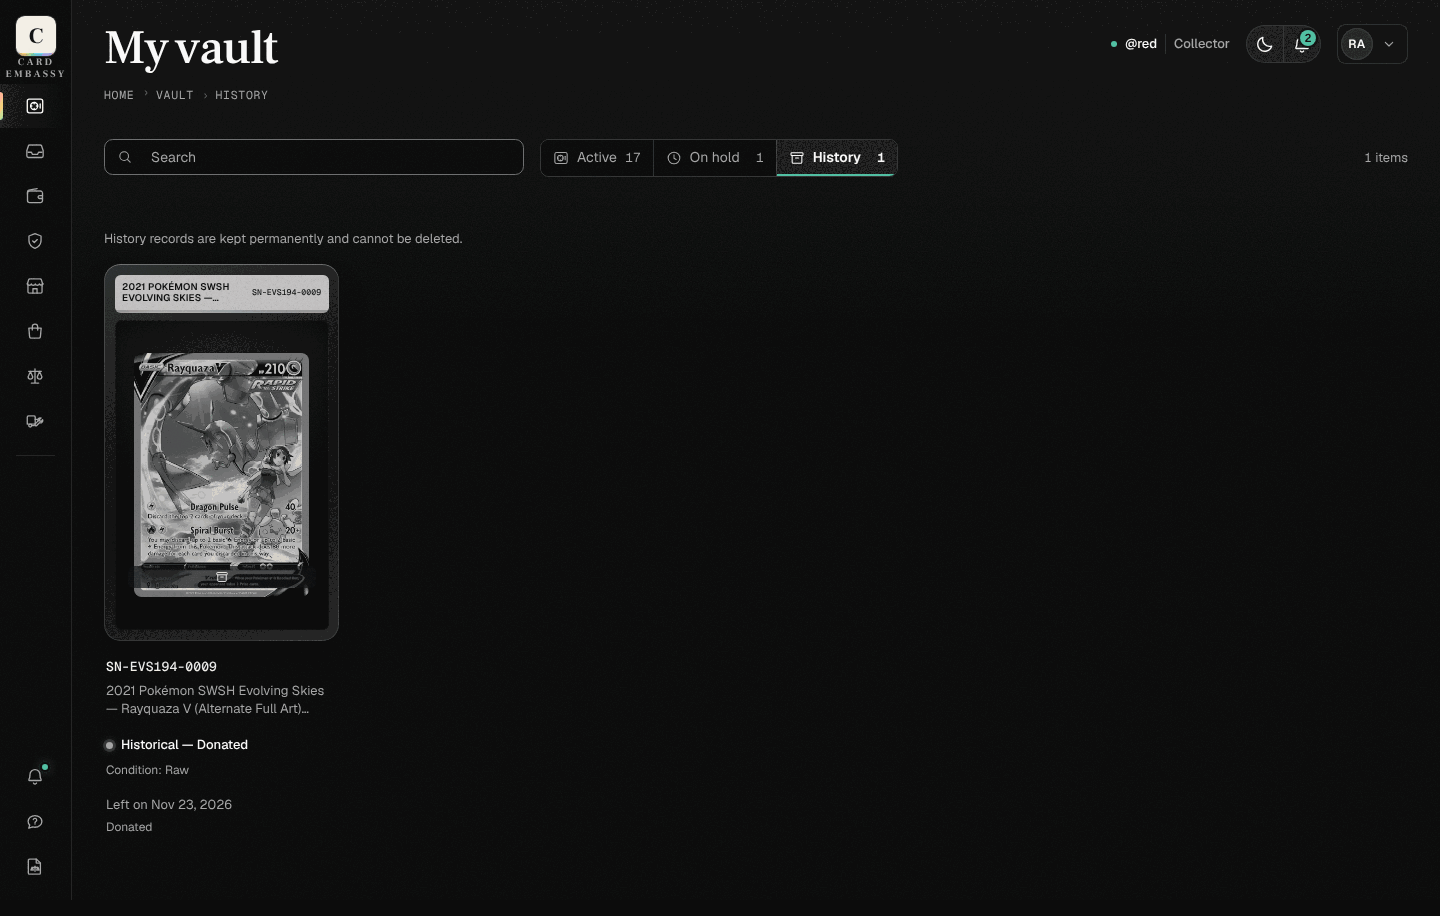 C
CARD
EMBASSY
My vault
@red
Collector
2
RA
HOME › VAULT › HISTORY
Search
Active 17
On hold 1
History 1
1 items
History records are kept permanently and cannot be deleted.
2021 POKÉMON SWSH
EVOLVING SKIES —...
SN-EVS194-0009
Rayquaza V
210
RAPID
STRIKE
Dragon Pulse 40
Spiral Burst 20+
SN-EVS194-0009
2021 Pokémon SWSH Evolving Skies
— Rayquaza V (Alternate Full Art)...
Historical — Donated
Condition: Raw
Left on Nov 23, 2026
Donated